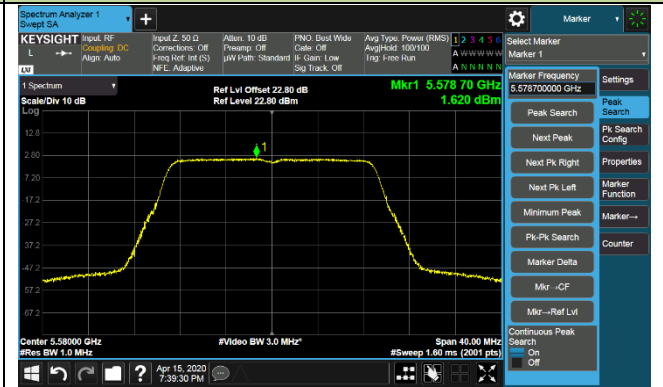 Spectrum Analyzer 1
Swept SA
Marker
KEYSIGHT
Input: RF
Coupling: DC
Align: Auto
Input Z: 50 Ω
Corrections: Off
Freq Ref: Int (S)
NFE: Adaptive
Atten: 10 dB
Preamp: Off
µW Path: Standard
PNO: Best Wide
Gate: Off
IF Gain: Low
Sig Track: Off
Avg Type: Power (RMS)
Avg|Hold: 100/100
Trig: Free Run
1 2 3 4 5 6
A W W W W W
A N N N N N
L
LXI
Select Marker
Marker 1
1 Spectrum
Scale/Div 10 dB
Log
Ref Lvl Offset 22.80 dB
Ref Level 22.80 dBm
Mkr1 5.578 70 GHz
1.620 dBm
12.8
2.80
-7.20
-17.2
-27.2
-37.2
-47.2
-57.2
-67.2
1
Center 5.58000 GHz
#Res BW 1.0 MHz
#Video BW 3.0 MHz*
Span 40.00 MHz
#Sweep 1.60 ms (2001 pts)
Marker Frequency
5.578700000 GHz
Peak Search
Next Peak
Next Pk Right
Next Pk Left
Minimum Peak
Pk-Pk Search
Marker Delta
Mkr→CF
Mkr→Ref Lvl
Continuous Peak
Search
On
Off
Settings
Peak
Search
Pk Search
Config
Properties
Marker
Function
Marker→
Counter
?
Apr 15, 2020
7:39:30 PM